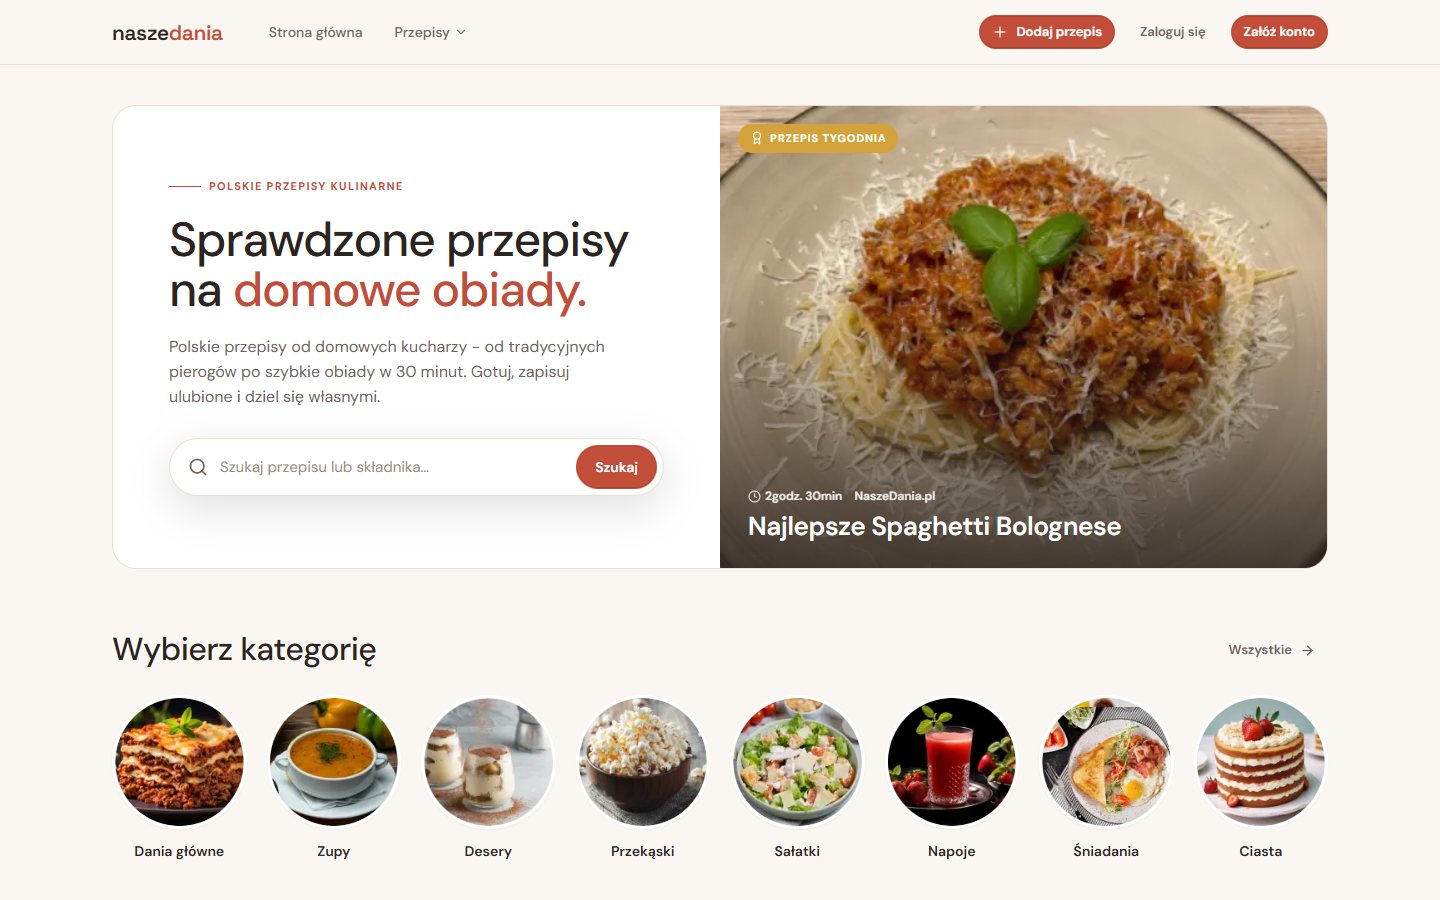 naszedania
Strona główna
Przepisy
Dodaj przepis
Zaloguj się
Załóż konto
POLSKIE PRZEPISY KULINARNE
Sprawdzone przepisy
na domowe obiady.
Polskie przepisy od domowych kucharzy - od tradycyjnych
pierogów po szybkie obiady w 30 minut. Gotuj, zapisuj
ulubione i dziel się własnymi.
Szukaj przepisu lub składnika...
Szukaj
PRZEPIS TYGODNIA
2godz. 30min NaszeDania.pl
Najlepsze Spaghetti Bolognese
Wybierz kategorię
Wszystkie
Dania główne
Zupy
Desery
Przekąski
Sałatki
Napoje
Śniadania
Ciasta